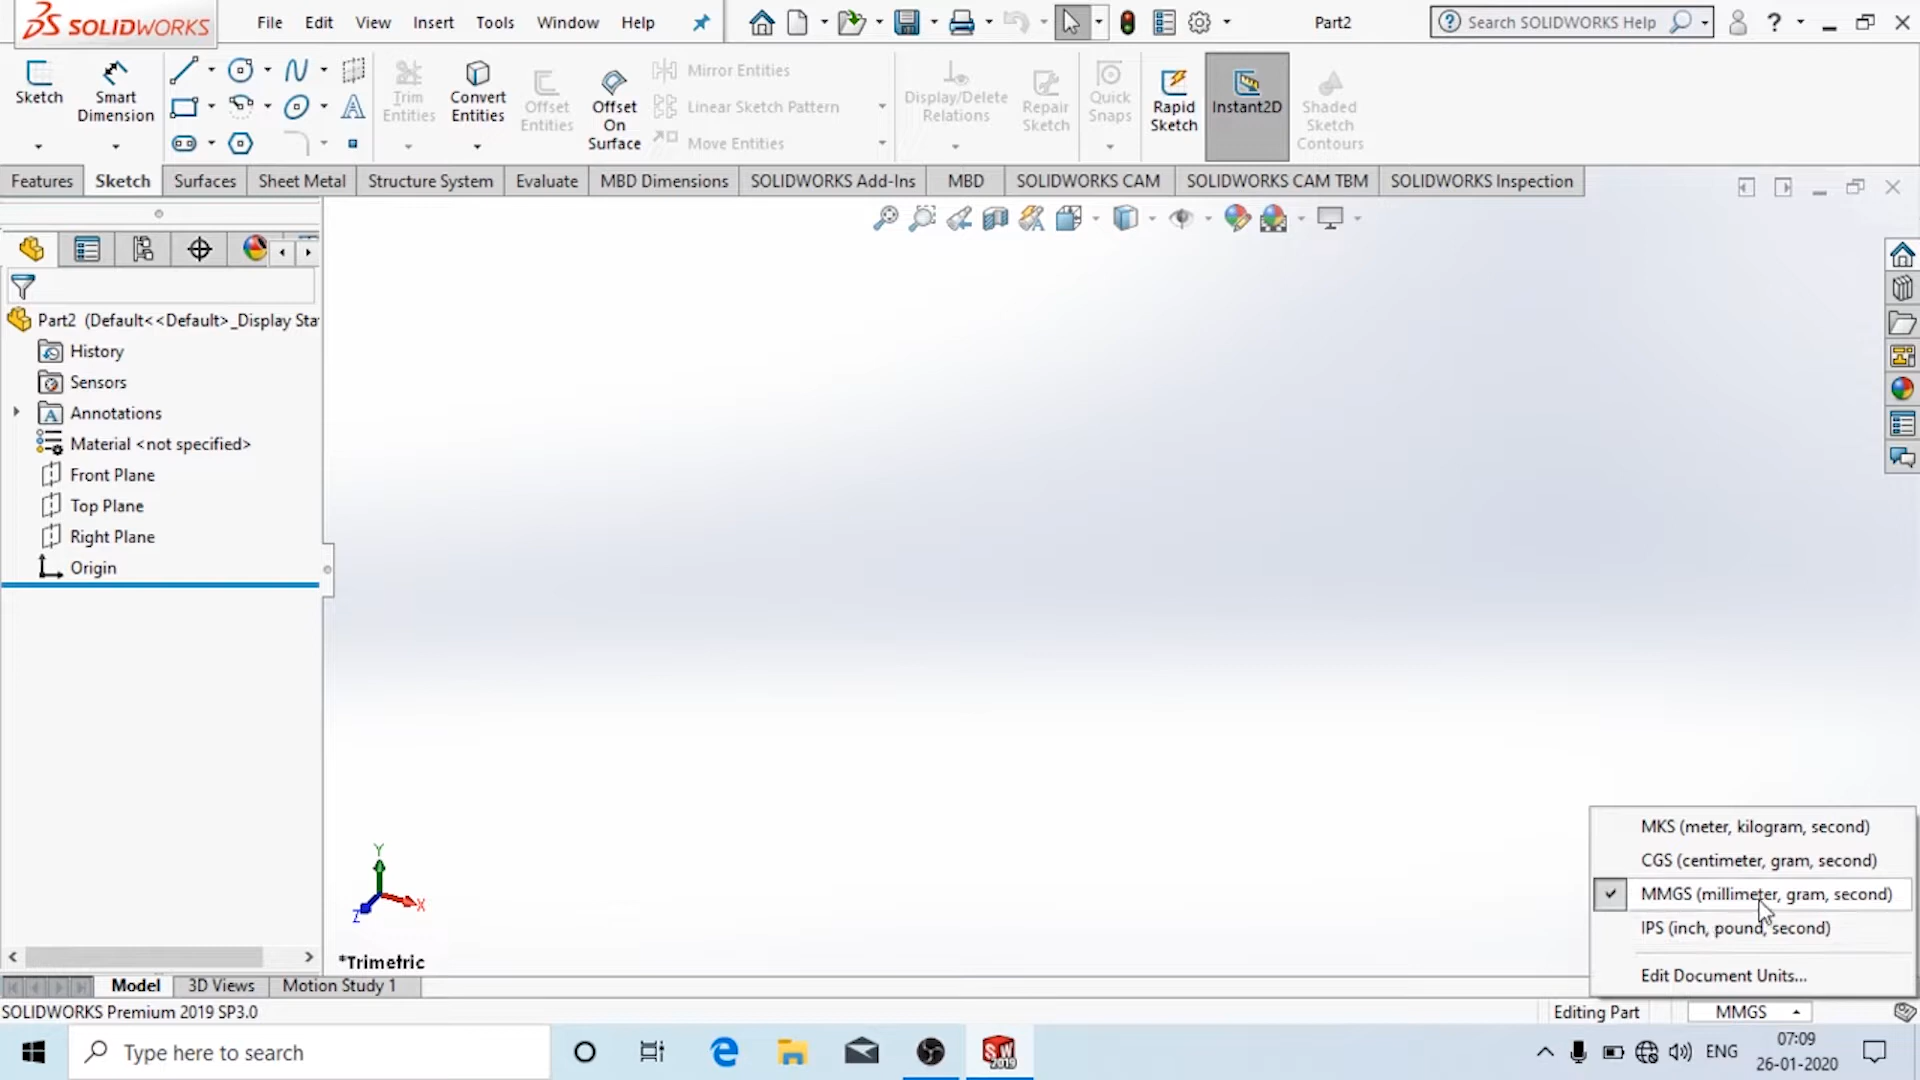 SOLIDWORKS
File Edit View Insert Tools Window Help
Part2
Search SOLIDWORKS Help
Sketch
Smart Dimension
Trim Entities
Convert Entities
Offset Entities
Offset On Surface
Mirror Entities
Linear Sketch Pattern
Move Entities
Display/Delete Relations
Repair Sketch
Quick Snaps
Rapid Sketch
Instant2D
Shaded Sketch Contours
Features Sketch Surfaces Sheet Metal Structure System Evaluate MBD Dimensions SOLIDWORKS Add-Ins MBD SOLIDWORKS CAM SOLIDWORKS CAM TBM SOLIDWORKS Inspection
Part2 (Default<<Default>_Display Sta
History
Sensors
Annotations
Material <not specified>
Front Plane
Top Plane
Right Plane
Origin
Y
X
Z
*Trimetric
MKS (meter, kilogram, second)
CGS (centimeter, gram, second)
MMGS (millimeter, gram, second)
IPS (inch, pound, second)
Edit Document Units...
Model 3D Views Motion Study 1
SOLIDWORKS Premium 2019 SP3.0
Editing Part
MMGS
Type here to search
SW
2019
ENG
07:09
26-01-2020